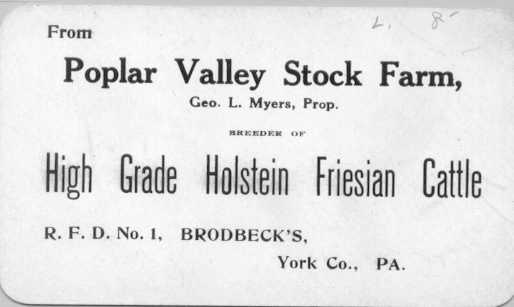 L. 8-
From
Poplar Valley Stock Farm,
Geo. L. Myers, Prop.
BREEDER OF
High Grade Holstein Friesian Cattle
R. F. D. No. 1, BRODBECK'S,
York Co., PA.